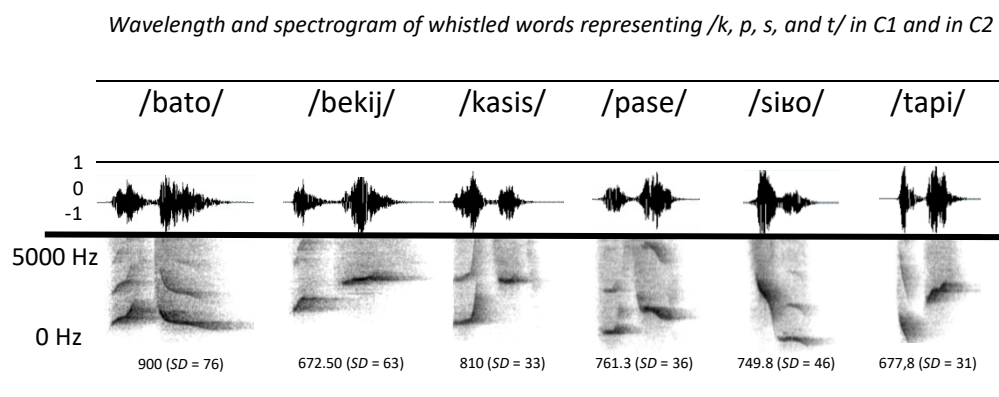 Wavelength and spectrogram of whistled words representing /k, p, s, and t/ in C1 and in C2
/bato/ /bekij/ /kasis/ /pase/ /siʁo/ /tapi/
1
0
-1
5000 Hz
0 Hz
900 (SD = 76) 672.50 (SD = 63) 810 (SD = 33) 761.3 (SD = 36) 749.8 (SD = 46) 677,8 (SD = 31)